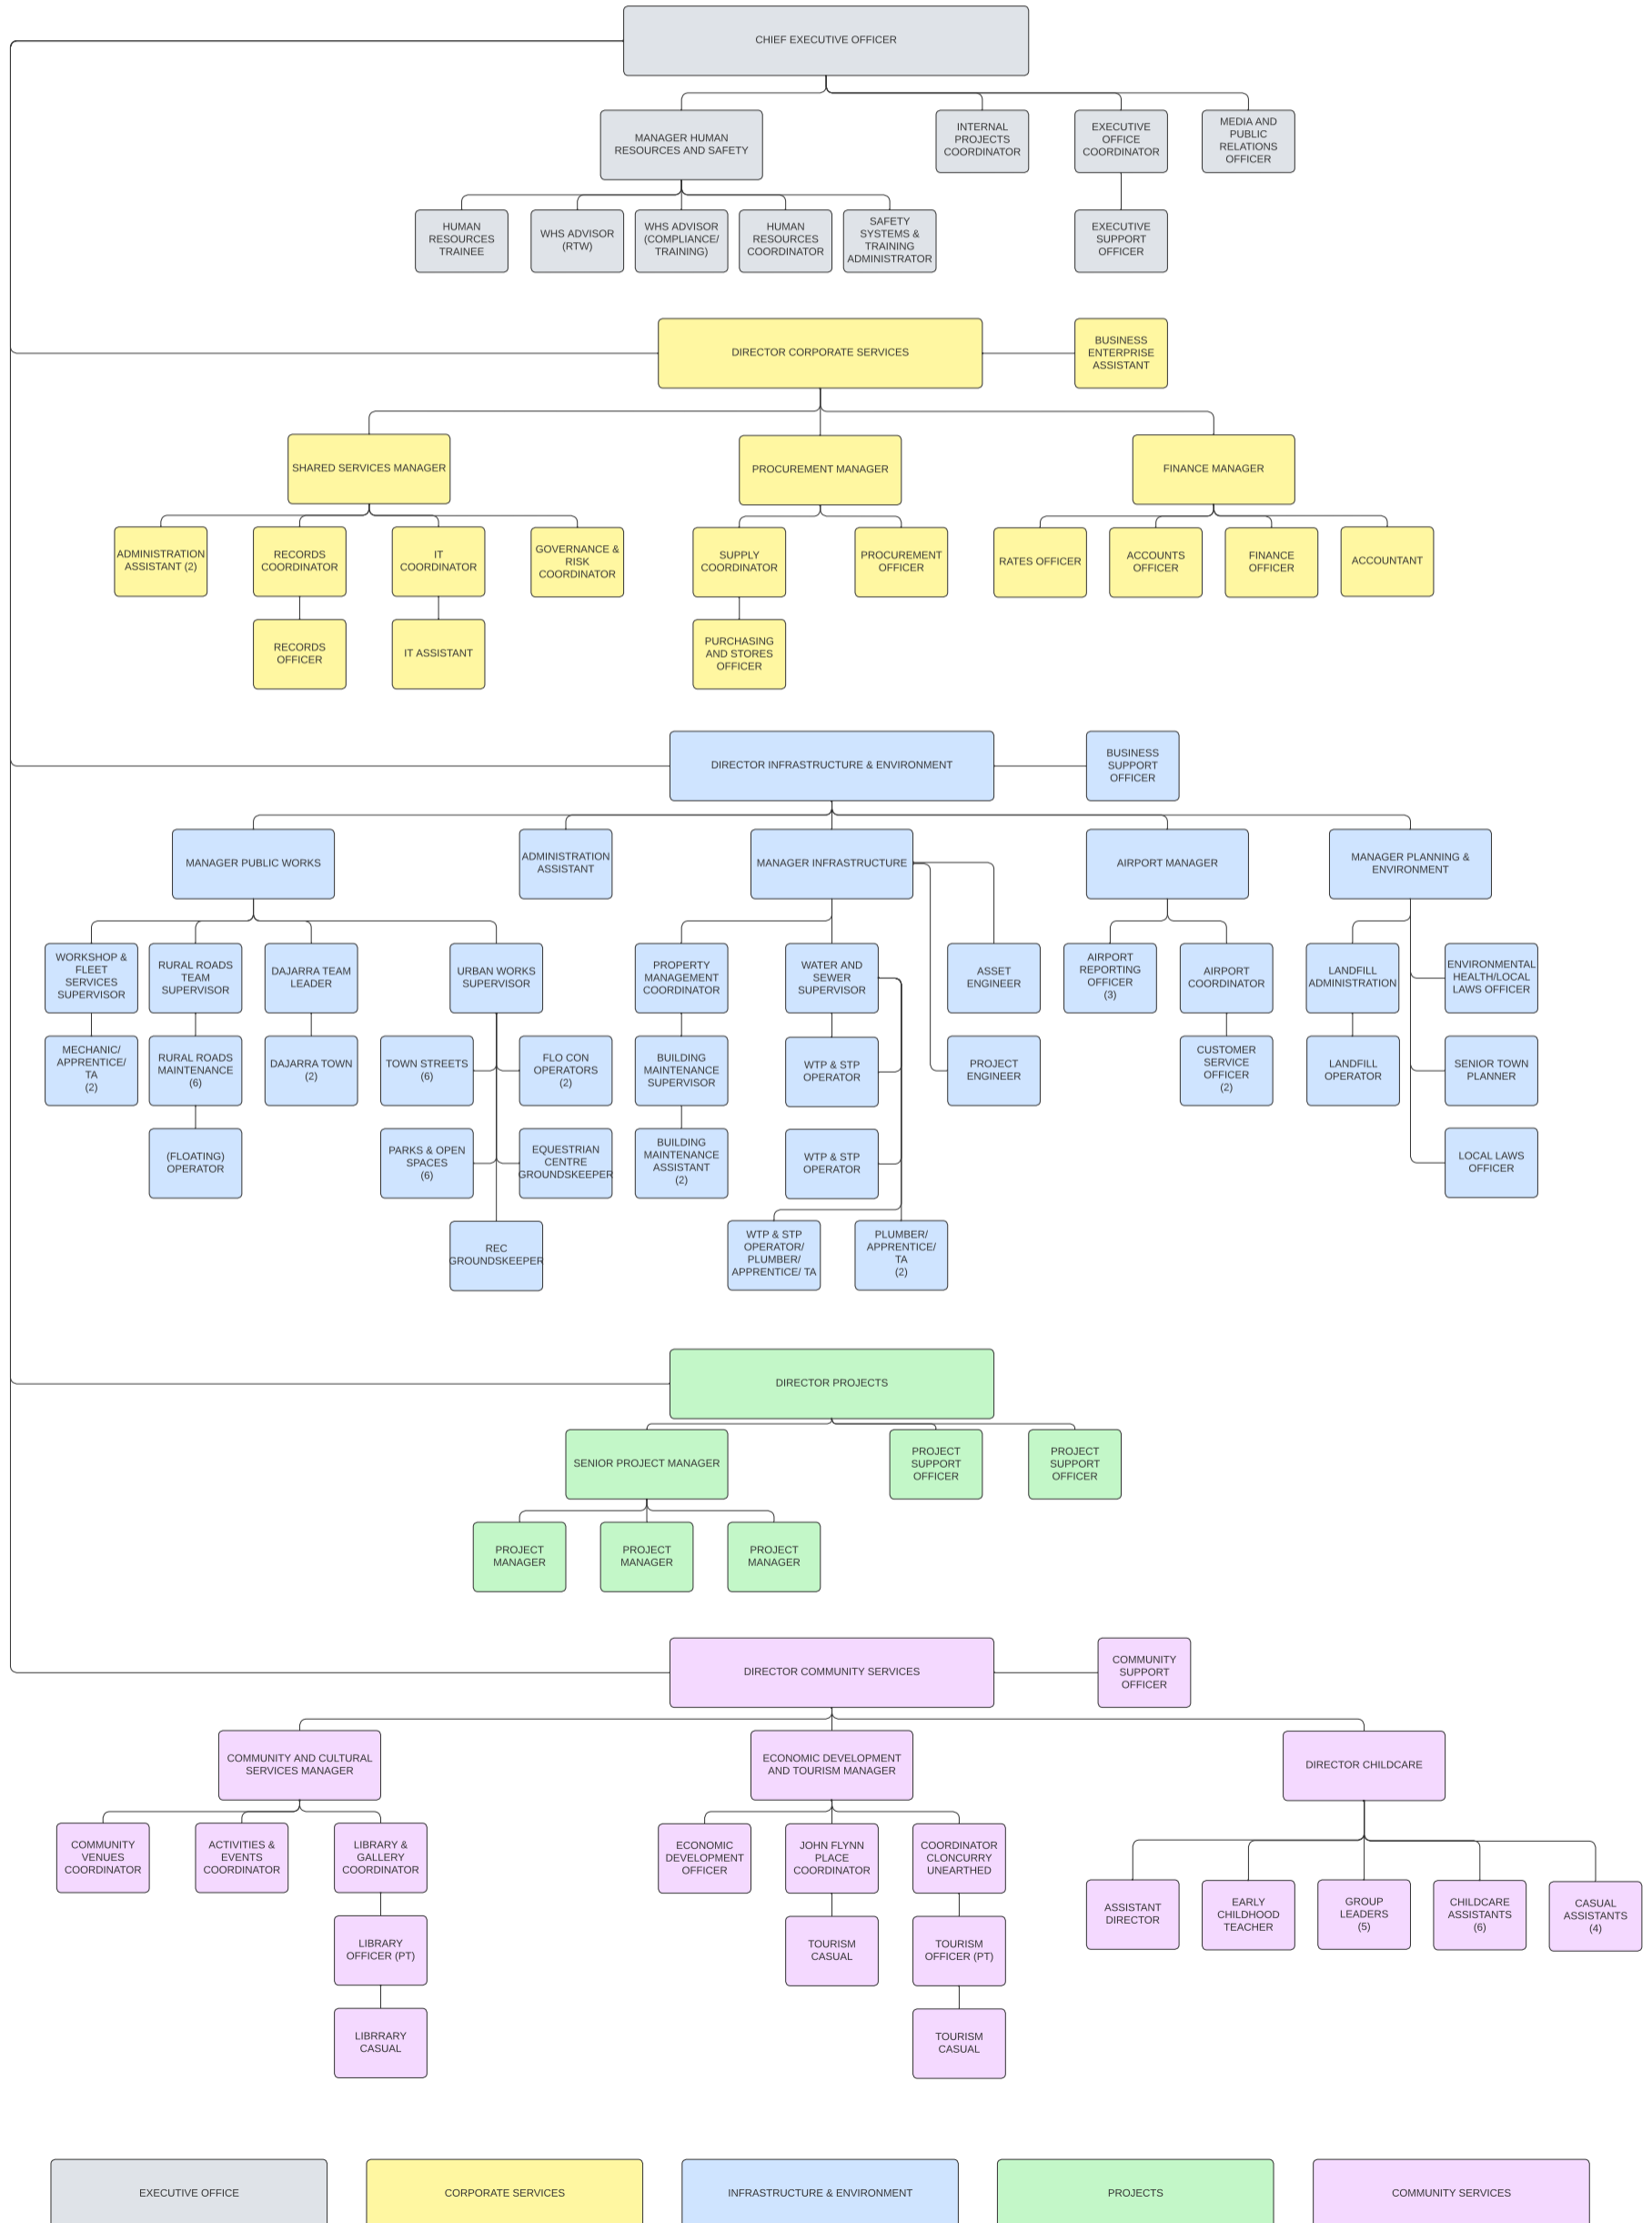 CHIEF EXECUTIVE OFFICER
MANAGER HUMAN
RESOURCES AND SAFETY
INTERNAL
PROJECTS
COORDINATOR
EXECUTIVE
OFFICE
COORDINATOR
MEDIA AND
PUBLIC
RELATIONS
OFFICER
HUMAN
RESOURCES
TRAINEE
WHS ADVISOR
(RTW)
WHS ADVISOR
(COMPLIANCE/
TRAINING)
HUMAN
RESOURCES
COORDINATOR
SAFETY
SYSTEMS &
TRAINING
ADMINISTRATOR
EXECUTIVE
SUPPORT
OFFICER
DIRECTOR CORPORATE SERVICES
BUSINESS
ENTERPRISE
ASSISTANT
SHARED SERVICES MANAGER
PROCUREMENT MANAGER
FINANCE MANAGER
ADMINISTRATION
ASSISTANT (2)
RECORDS
COORDINATOR
IT
COORDINATOR
GOVERNANCE &
RISK
COORDINATOR
SUPPLY
COORDINATOR
PROCUREMENT
OFFICER
RATES OFFICER
ACCOUNTS
OFFICER
FINANCE
OFFICER
ACCOUNTANT
RECORDS
OFFICER
IT ASSISTANT
PURCHASING
AND STORES
OFFICER
DIRECTOR INFRASTRUCTURE & ENVIRONMENT
BUSINESS
SUPPORT
OFFICER
MANAGER PUBLIC WORKS
ADMINISTRATION
ASSISTANT
MANAGER INFRASTRUCTURE
AIRPORT MANAGER
MANAGER PLANNING &
ENVIRONMENT
WORKSHOP &
FLEET
SERVICES
SUPERVISOR
RURAL ROADS
TEAM
SUPERVISOR
DAJARRA TEAM
LEADER
URBAN WORKS
SUPERVISOR
PROPERTY
MANAGEMENT
COORDINATOR
WATER AND
SEWER
SUPERVISOR
ASSET
ENGINEER
AIRPORT
REPORTING
OFFICER
(3)
AIRPORT
COORDINATOR
LANDFILL
ADMINISTRATION
ENVIRONMENTAL
HEALTH/LOCAL
LAWS OFFICER
MECHANIC/
APPRENTICE/
TA
(2)
RURAL ROADS
MAINTENANCE
(6)
DAJARRA TOWN
(2)
TOWN STREETS
(6)
FLO CON
OPERATORS
(2)
BUILDING
MAINTENANCE
SUPERVISOR
WTP & STP
OPERATOR
PROJECT
ENGINEER
CUSTOMER
SERVICE
OFFICER
(2)
LANDFILL
OPERATOR
SENIOR TOWN
PLANNER
(FLOATING)
OPERATOR
PARKS & OPEN
SPACES
(6)
EQUESTRIAN
CENTRE
GROUNDSKEEPER
BUILDING
MAINTENANCE
ASSISTANT
(2)
WTP & STP
OPERATOR
LOCAL LAWS
OFFICER
REC
GROUNDSKEEPER
WTP & STP
OPERATOR/
PLUMBER/
APPRENTICE/ TA
PLUMBER/
APPRENTICE/
TA
(2)
DIRECTOR PROJECTS
SENIOR PROJECT MANAGER
PROJECT
SUPPORT
OFFICER
PROJECT
SUPPORT
OFFICER
PROJECT
MANAGER
PROJECT
MANAGER
PROJECT
MANAGER
DIRECTOR COMMUNITY SERVICES
COMMUNITY
SUPPORT
OFFICER
COMMUNITY AND CULTURAL
SERVICES MANAGER
ECONOMIC DEVELOPMENT
AND TOURISM MANAGER
DIRECTOR CHILDCARE
COMMUNITY
VENUES
COORDINATOR
ACTIVITIES &
EVENTS
COORDINATOR
LIBRARY &
GALLERY
COORDINATOR
ECONOMIC
DEVELOPMENT
OFFICER
JOHN FLYNN
PLACE
COORDINATOR
COORDINATOR
CLONCURRY
UNEARTHED
ASSISTANT
DIRECTOR
EARLY
CHILDHOOD
TEACHER
GROUP
LEADERS
(5)
CHILDCARE
ASSISTANTS
(6)
CASUAL
ASSISTANTS
(4)
LIBRARY
OFFICER (PT)
TOURISM
CASUAL
TOURISM
OFFICER (PT)
LIBRRARY
CASUAL
TOURISM
CASUAL
EXECUTIVE OFFICE
CORPORATE SERVICES
INFRASTRUCTURE & ENVIRONMENT
PROJECTS
COMMUNITY SERVICES